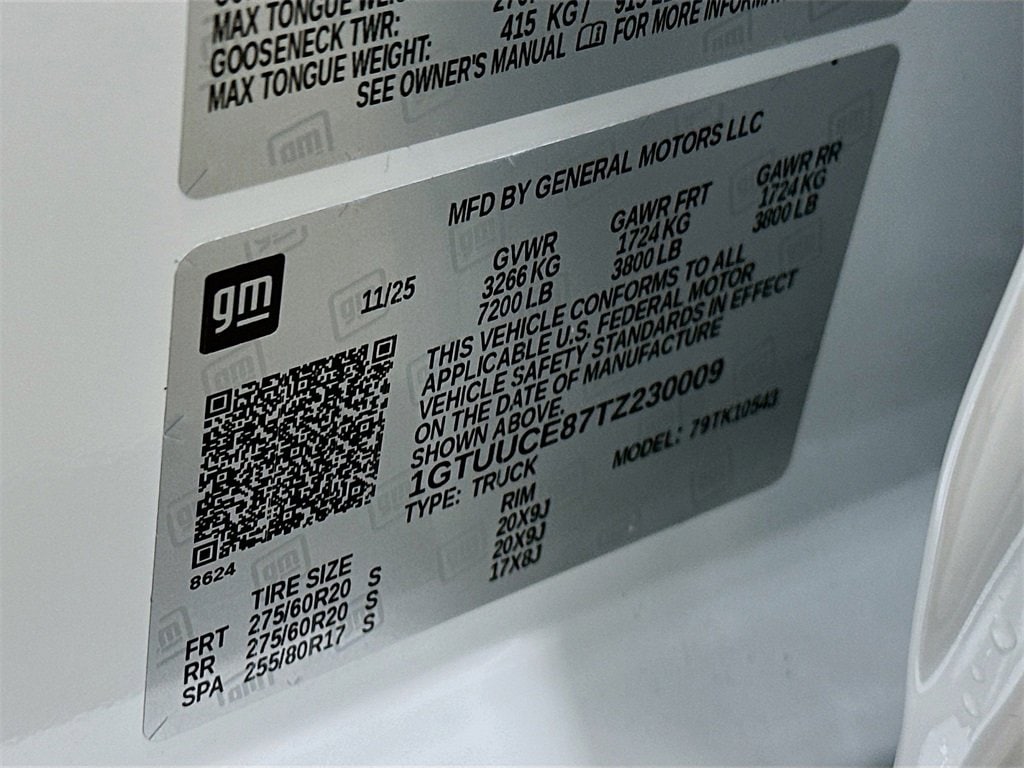 MAX TONGUE
GOOSENECK TWR:
MAX TONGUE WEIGHT: 415 KG/
SEE OWNER'S MANUAL FOR MORE
gm
MFD BY GENERAL MOTORS LLC
11/25
GVWR GAWR FRT GAWR RR
3266 KG 1724 KG 1724 KG
7200 LB 3800 LB 3800 LB
THIS VEHICLE CONFORMS TO ALL
APPLICABLE U.S. FEDERAL MOTOR
VEHICLE SAFETY STANDARDS IN EFFECT
ON THE DATE OF MANUFACTURE
SHOWN ABOVE.
1GTUUCE87TZ230009
TYPE: TRUCK MODEL: 79TK10543
8624
TIRE SIZE RIM
FRT 275/60R20 S 20X9J
RR 275/60R20 S 20X9J
SPA 255/80R17 S 17X8J